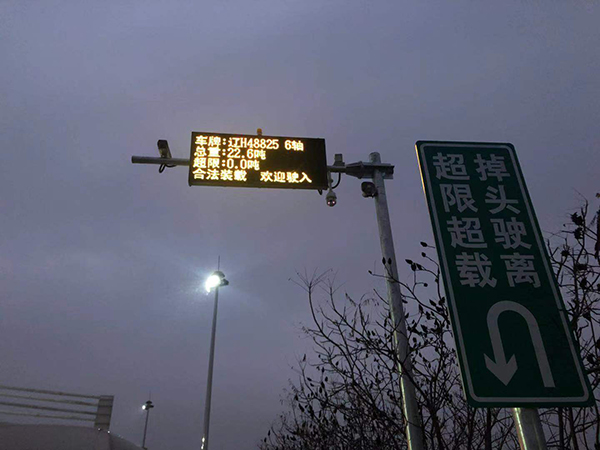 车牌:辽H48825 6轴
总重:22.6吨
超限:0.0吨
合法装载 欢迎驶入
超限超载
掉头驶离